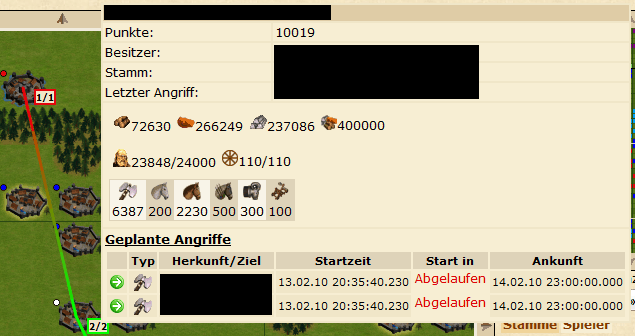 Punkte: 10019
Besitzer:
Stamm:
Letzter Angriff:
72630 266249 237086 400000
23848/24000 110/110
6387 200 2230 500 300 100
Geplante Angriffe
Typ Herkunft/Ziel Startzeit Start in Ankunft
13.02.10 20:35:40.230 Abgelaufen 14.02.10 23:00:00.000
13.02.10 20:35:40.230 Abgelaufen 14.02.10 23:00:00.000
1/1
2/2
Stämme Spieler